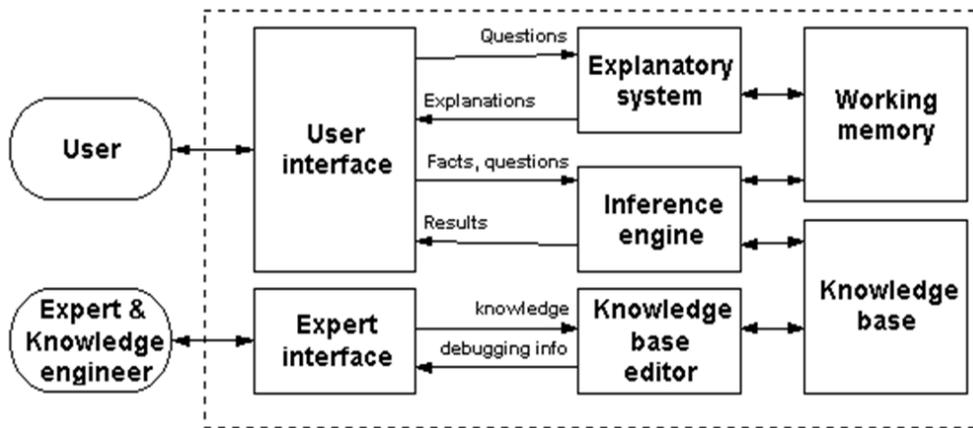 User
Expert &
Knowledge
engineer
User
interface
Expert
interface
Questions
Explanations
Facts, questions
Results
knowledge
debugging info
Explanatory
system
Inference
engine
Knowledge
base
editor
Working
memory
Knowledge
base